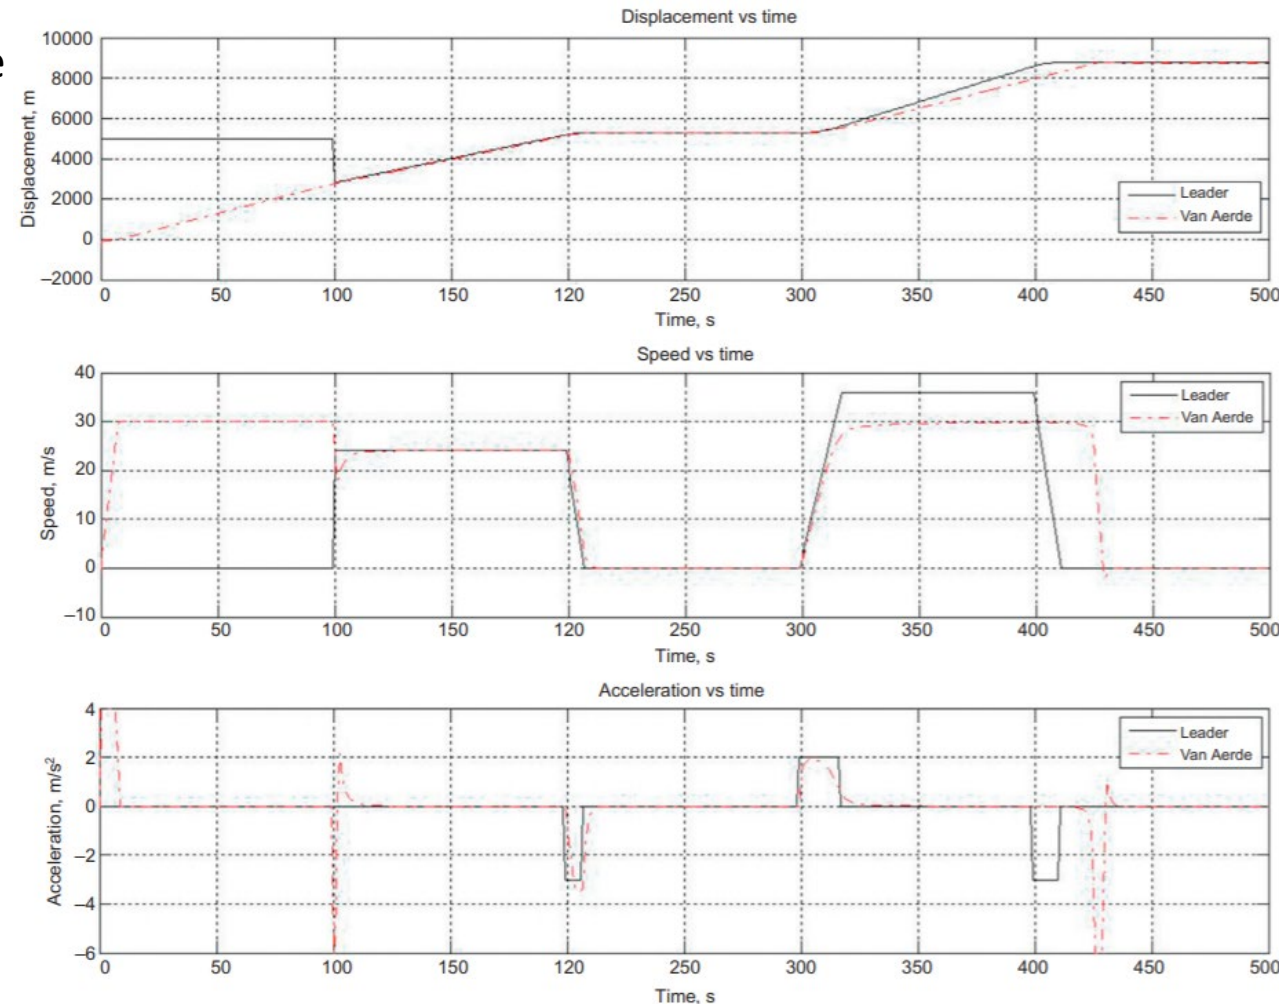 Displacement vs time
e
10000
8000
6000
4000
2000
0
–2000
Displacement, m
Leader
Van Aerde
0 50 100 150 120 250 300 350 400 450 500
Time, s
Speed vs time
40
30
20
10
0
–10
Speed, m/s
Leader
Van Aerde
0 50 100 150 120 250 300 350 400 450 500
Time, s
Acceleration vs time
4
2
0
–2
–4
–6
Acceleration, m/s²
Leader
Van Aerde
0 50 100 150 120 250 300 350 400 450 500
Time, s